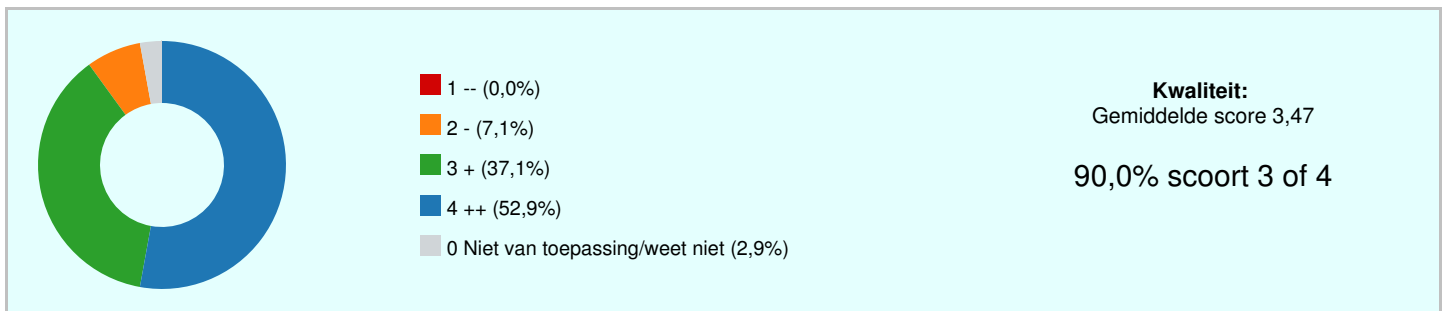 1 -- (0,0%)
2 - (7,1%)
3 + (37,1%)
4 ++ (52,9%)
0 Niet van toepassing/weet niet (2,9%)
Kwaliteit:
Gemiddelde score 3,47
90,0% scoort 3 of 4